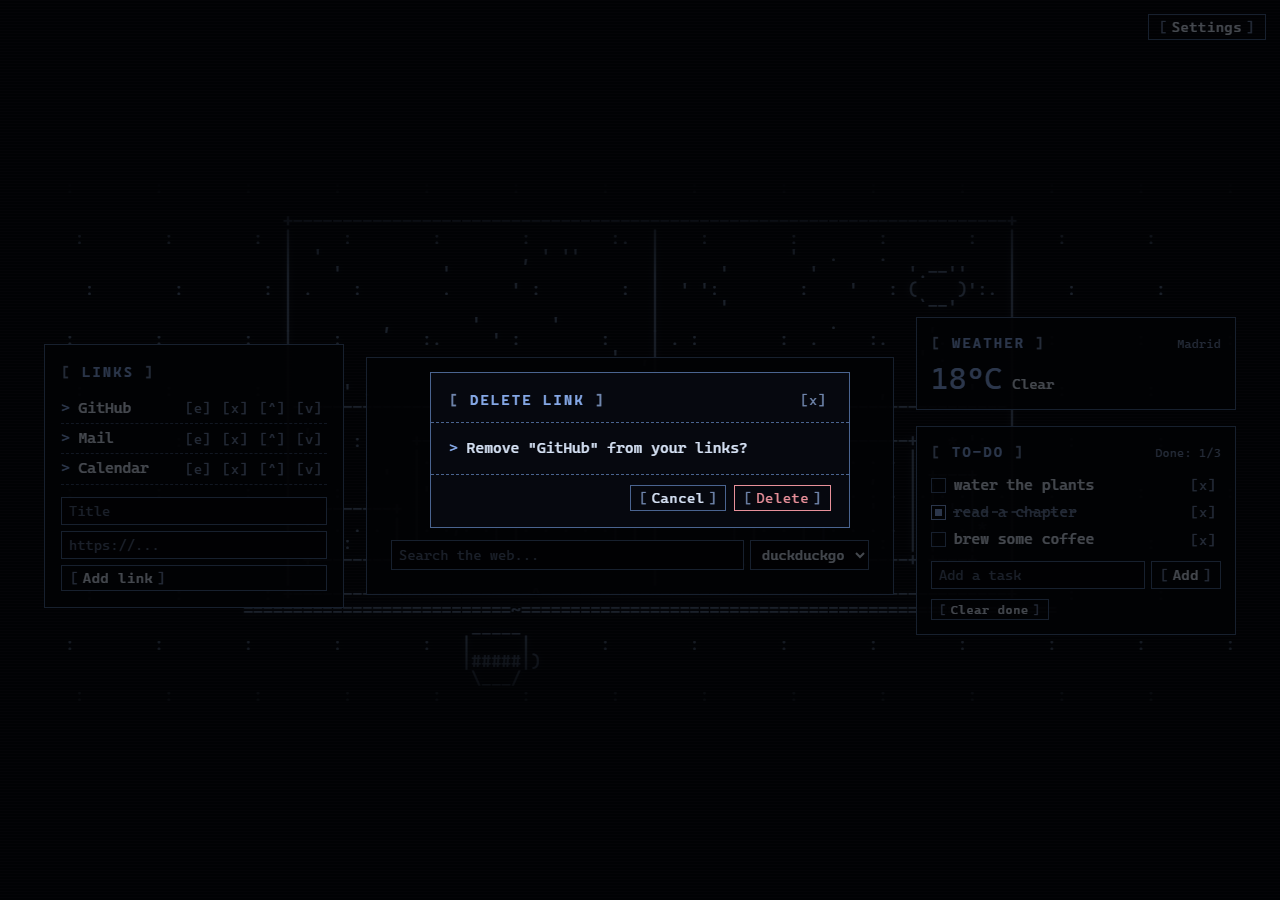 [ Settings ]
[ LINKS ]
> GitHub [e] [x] [^] [v]
> Mail [e] [x] [^] [v]
> Calendar [e] [x] [^] [v]
Title
https://...
[ Add link ]
[ DELETE LINK ] [x]
> Remove "GitHub" from your links?
[ Cancel ] [ Delete ]
Search the web... duckduckgo
[ WEATHER ] Madrid
18°C Clear
[ TO-DO ] Done: 1/3
water the plants [x]
read a chapter [x]
brew some coffee [x]
Add a task [ Add ]
[ Clear done ]